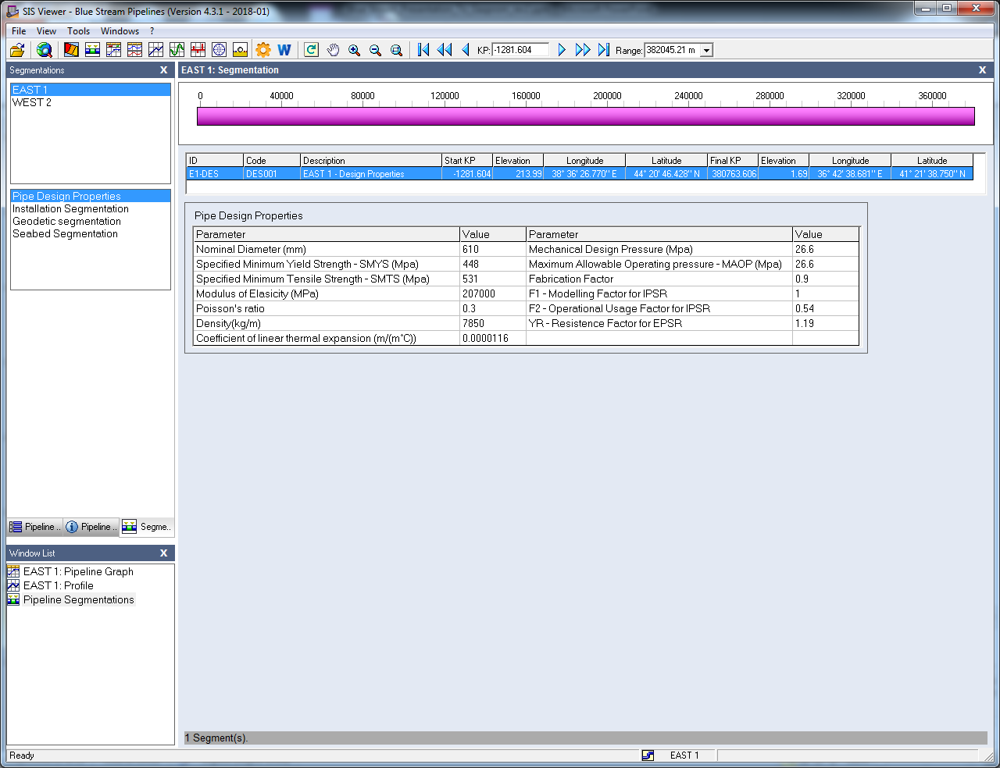 SIS Viewer - Blue Stream Pipelines (Version 4.3.1 - 2018-01)
File View Tools Windows ?
W KP: -1281.604 Range: 382045.21 m
Segmentations X
EAST 1
WEST 2
Pipe Design Properties
Installation Segmentation
Geodetic segmentation
Seabed Segmentation
Pipeline .. Pipeline .. Segme..
Window List X
EAST 1: Pipeline Graph
EAST 1: Profile
Pipeline Segmentations
EAST 1: Segmentation X
0 40000 80000 120000 160000 200000 240000 280000 320000 360000
ID Code Description Start KP Elevation Longitude Latitude Final KP Elevation Longitude Latitude
E1-DES DES001 EAST 1 - Design Properties -1281.604 213.99 38° 36' 26.770'' E 44° 20' 46.428'' N 380763.606 1.69 36° 42' 38.681'' E 41° 21' 38.750'' N
Pipe Design Properties
Parameter Value Parameter Value
Nominal Diameter (mm) 610 Mechanical Design Pressure (Mpa) 26.6
Specified Minimum Yield Strength - SMYS (Mpa) 448 Maximum Allowable Operating pressure - MAOP (Mpa) 26.6
Specified Minimum Tensile Strength - SMTS (Mpa) 531 Fabrication Factor 0.9
Modulus of Elasicity (MPa) 207000 F1 - Modelling Factor for IPSR 1
Poisson's ratio 0.3 F2 - Operational Usage Factor for IPSR 0.54
Density(kg/m) 7850 YR - Resistence Factor for EPSR 1.19
Coefficient of linear thermal expansion (m/(m°C)) 0.0000116
1 Segment(s).
Ready EAST 1